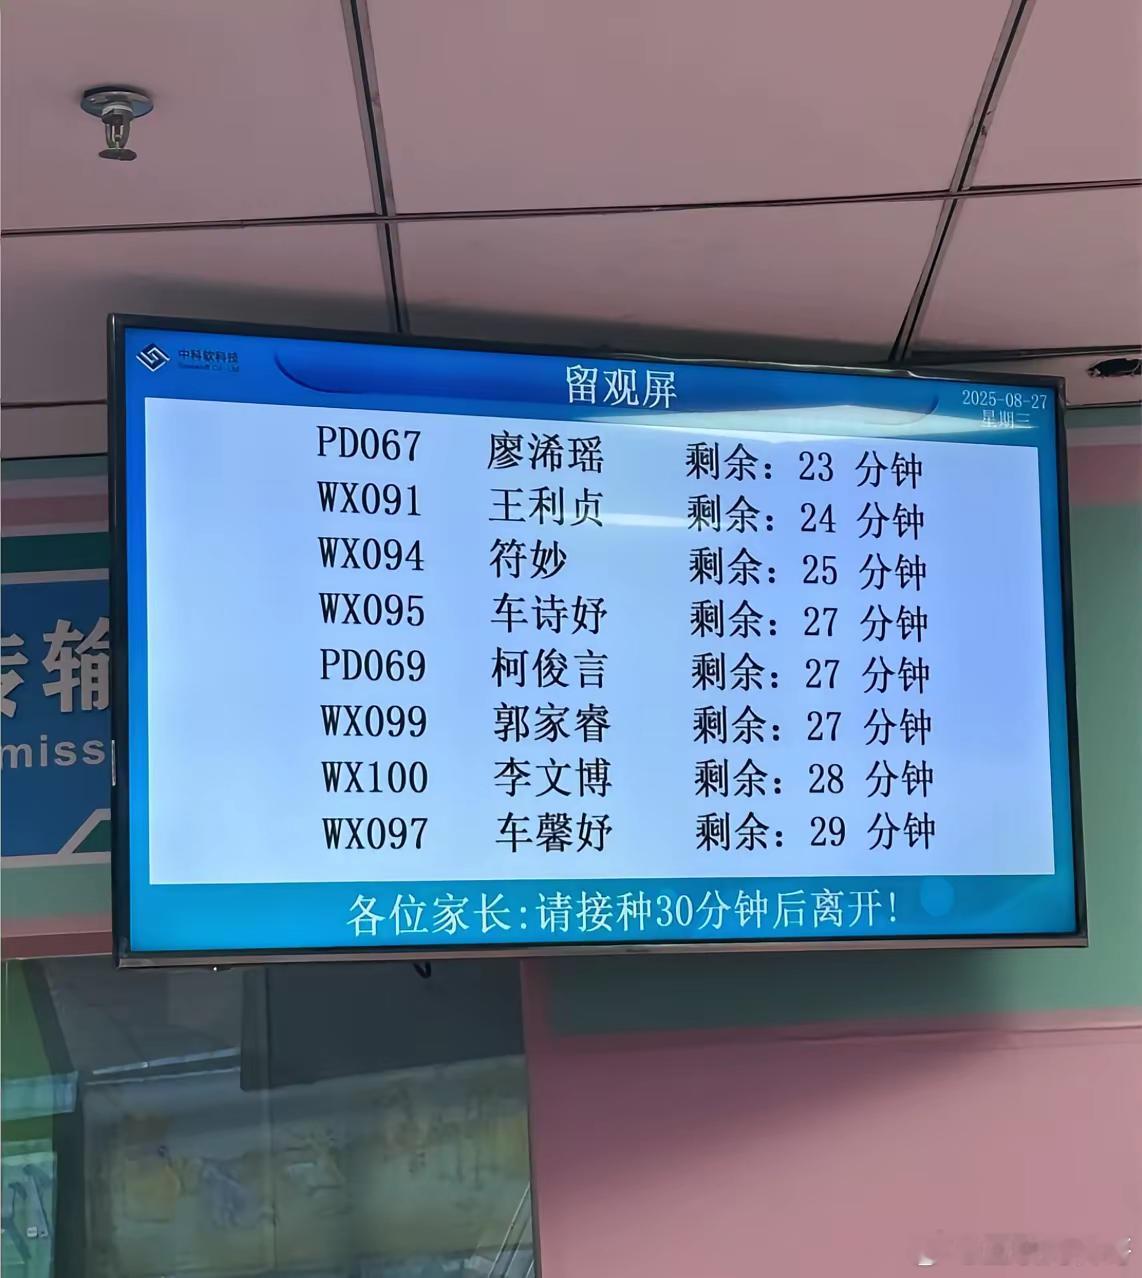 中科软科技
留观屏
2025-08-27
星期三
PD067 廖浠瑶 剩余: 23 分钟
WX091 王利贞 剩余: 24 分钟
WX094 符妙 剩余: 25 分钟
WX095 车诗妤 剩余: 27 分钟
PD069 柯俊言 剩余: 27 分钟
WX099 郭家睿 剩余: 27 分钟
WX100 李文博 剩余: 28 分钟
WX097 车馨妤 剩余: 29 分钟
各位家长:请接种30分钟后离开!
传输
miss